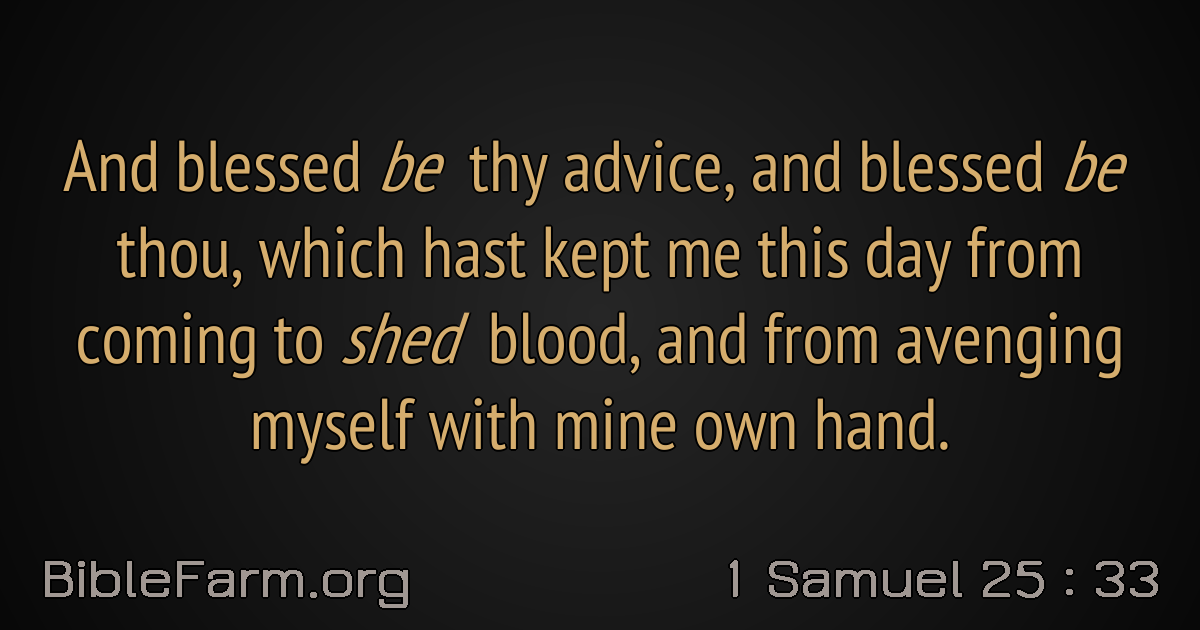 And blessed be thy advice, and blessed be
thou, which hast kept me this day from
coming to shed blood, and from avenging
myself with mine own hand.
BibleFarm.org
1 Samuel 25 : 33